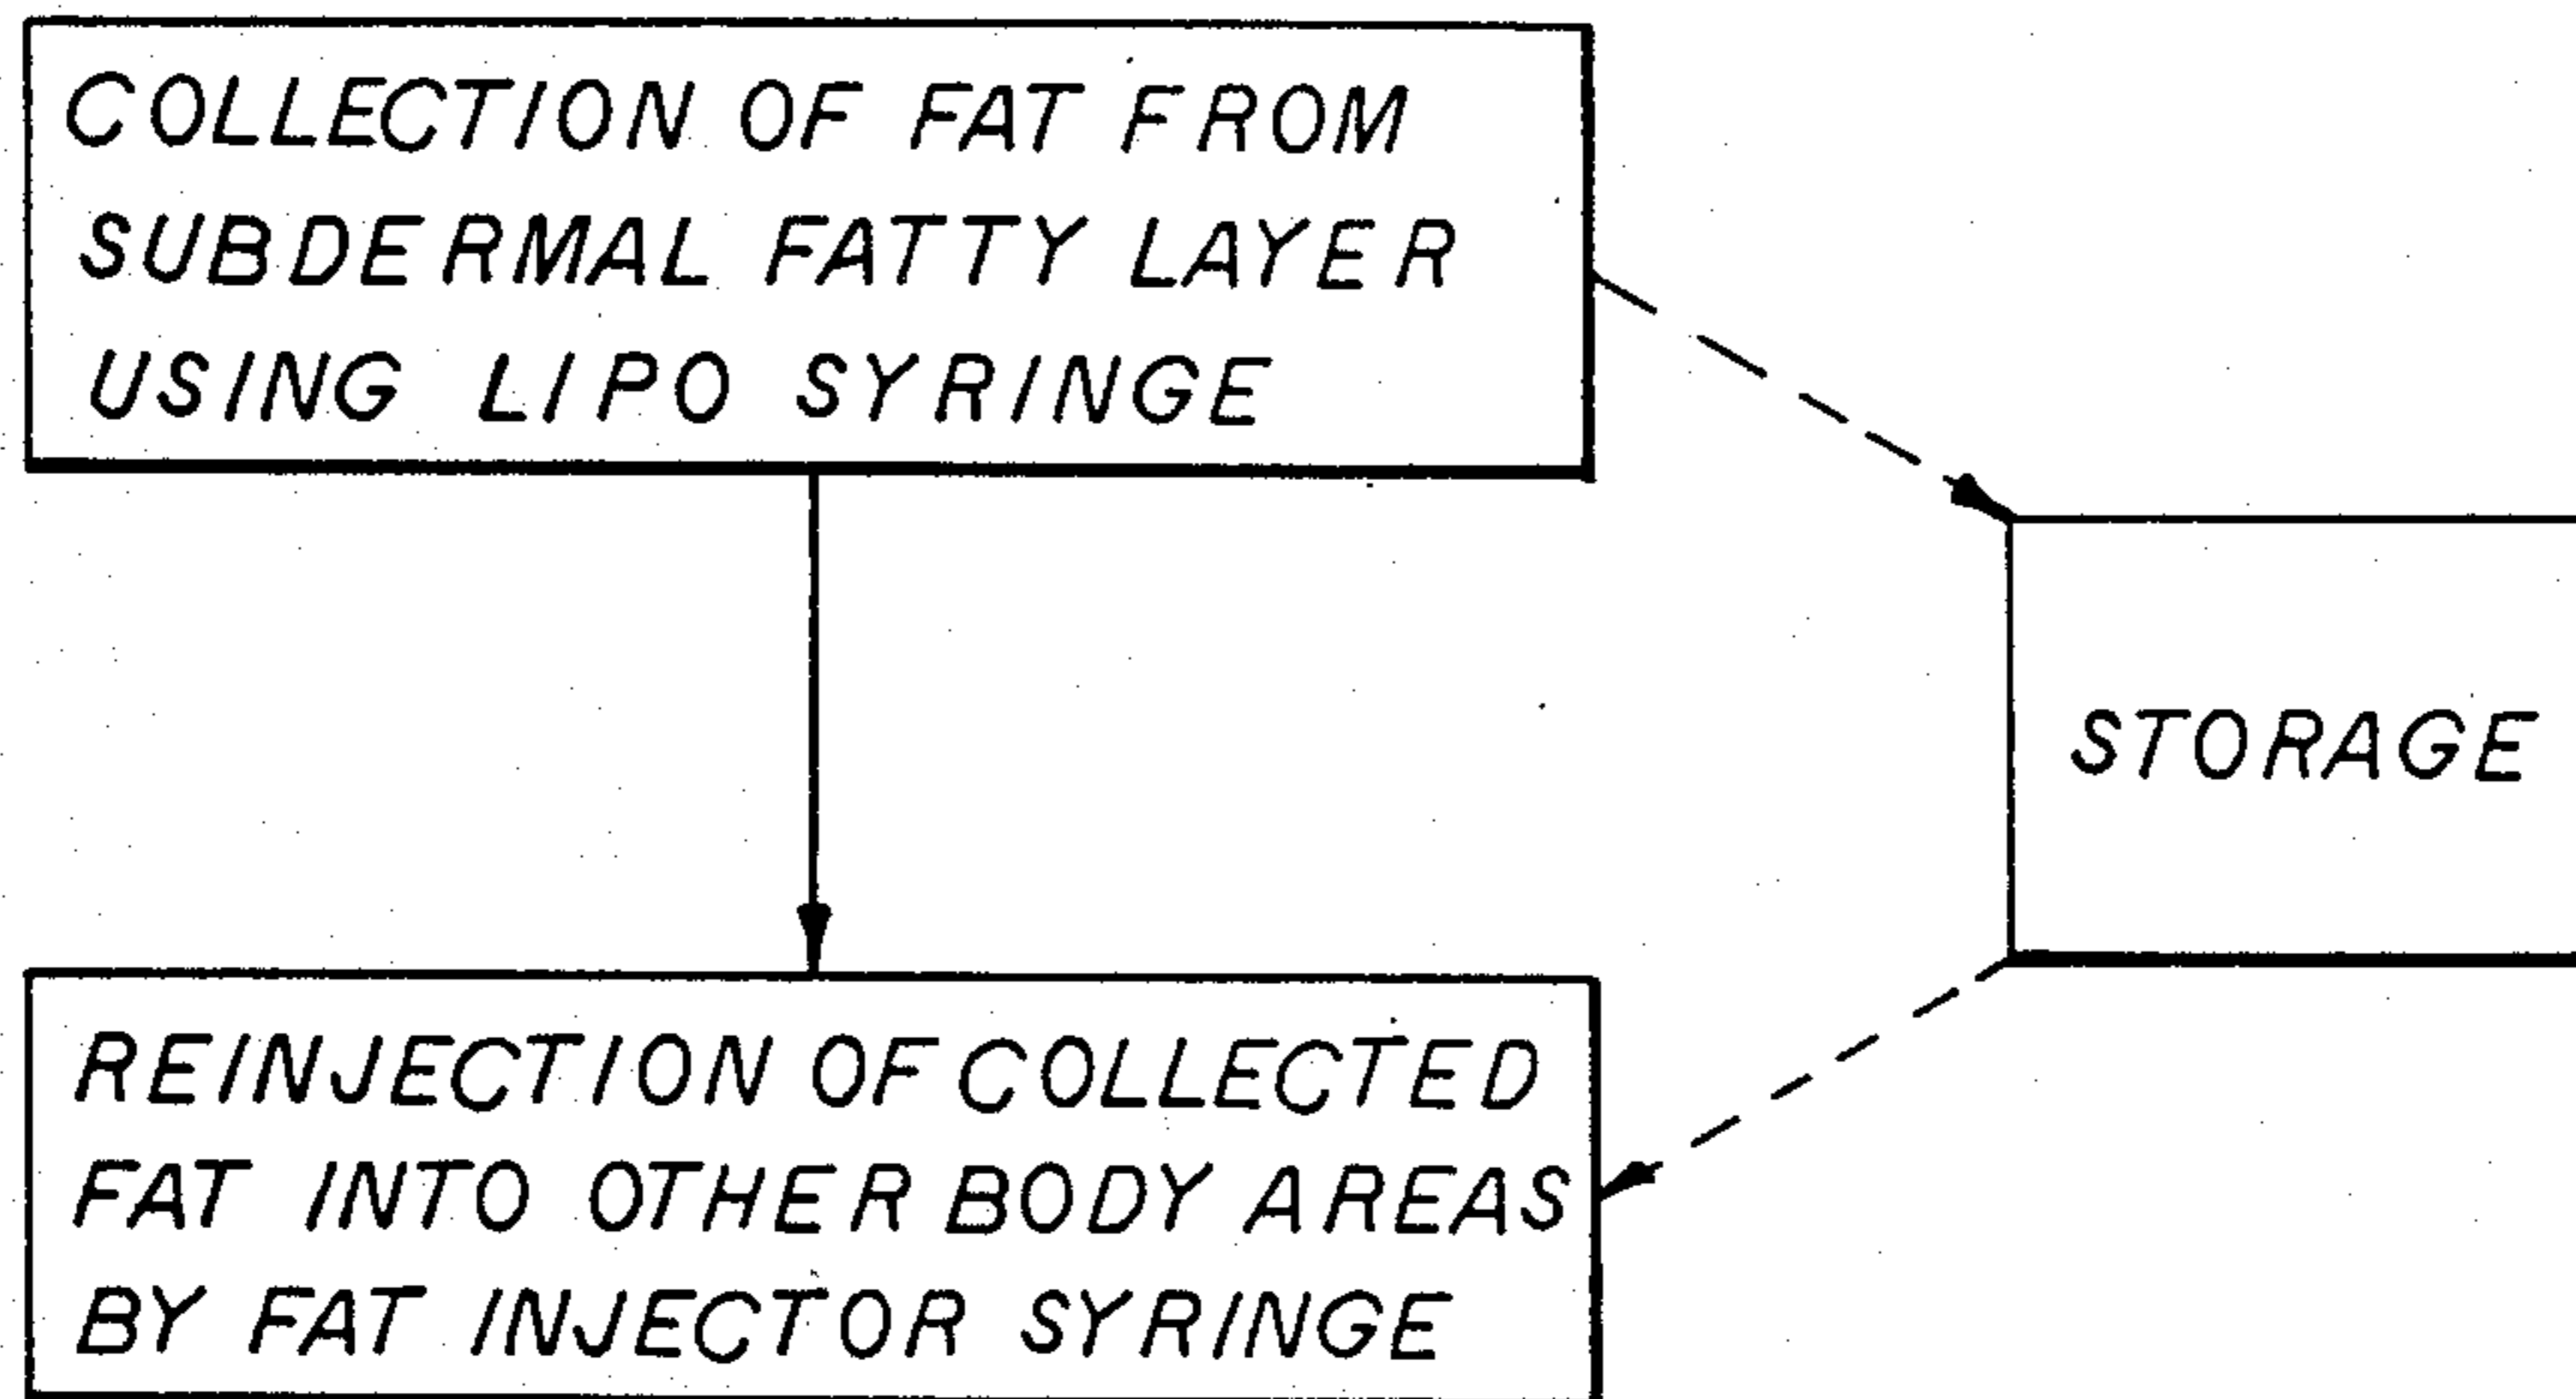 COLLECTION OF FAT FROM
SUBDERMAL FATTY LAYER
USING LIPO SYRINGE
STORAGE
REINJECTION OF COLLECTED
FAT INTO OTHER BODY AREAS
BY FAT INJECTOR SYRINGE